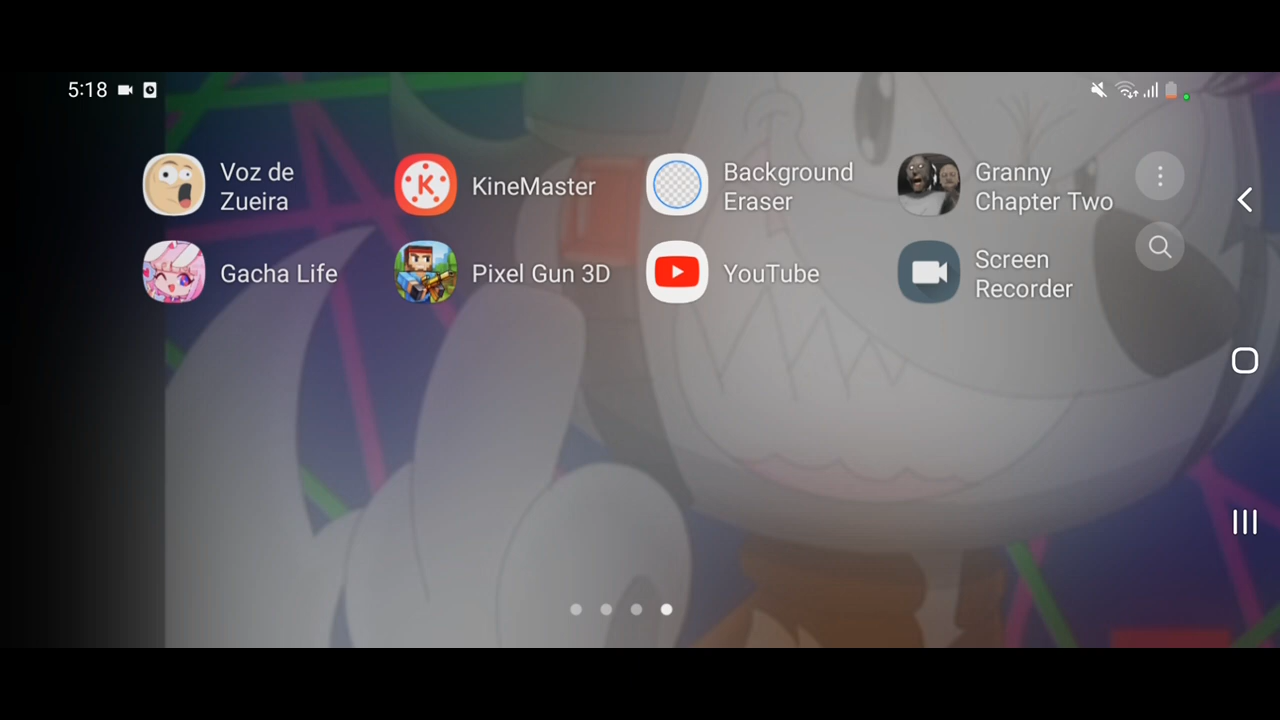 5:18
Voz de
Zueira
K
KineMaster
Background
Eraser
Granny
Chapter Two
Gacha Life
Pixel Gun 3D
YouTube
Screen
Recorder